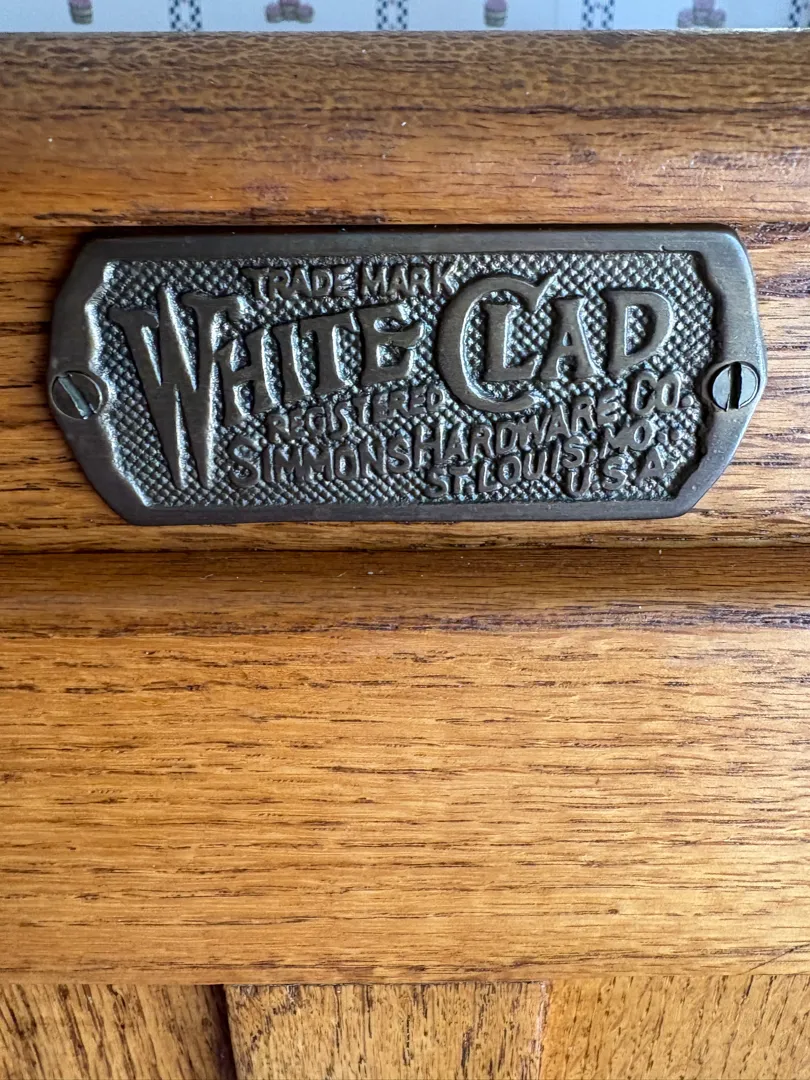 TRADE MARK
WHITE CLAD
REGISTERED
SIMMONS HARDWARE CO.
ST. LOUIS, MO.
U.S.A.